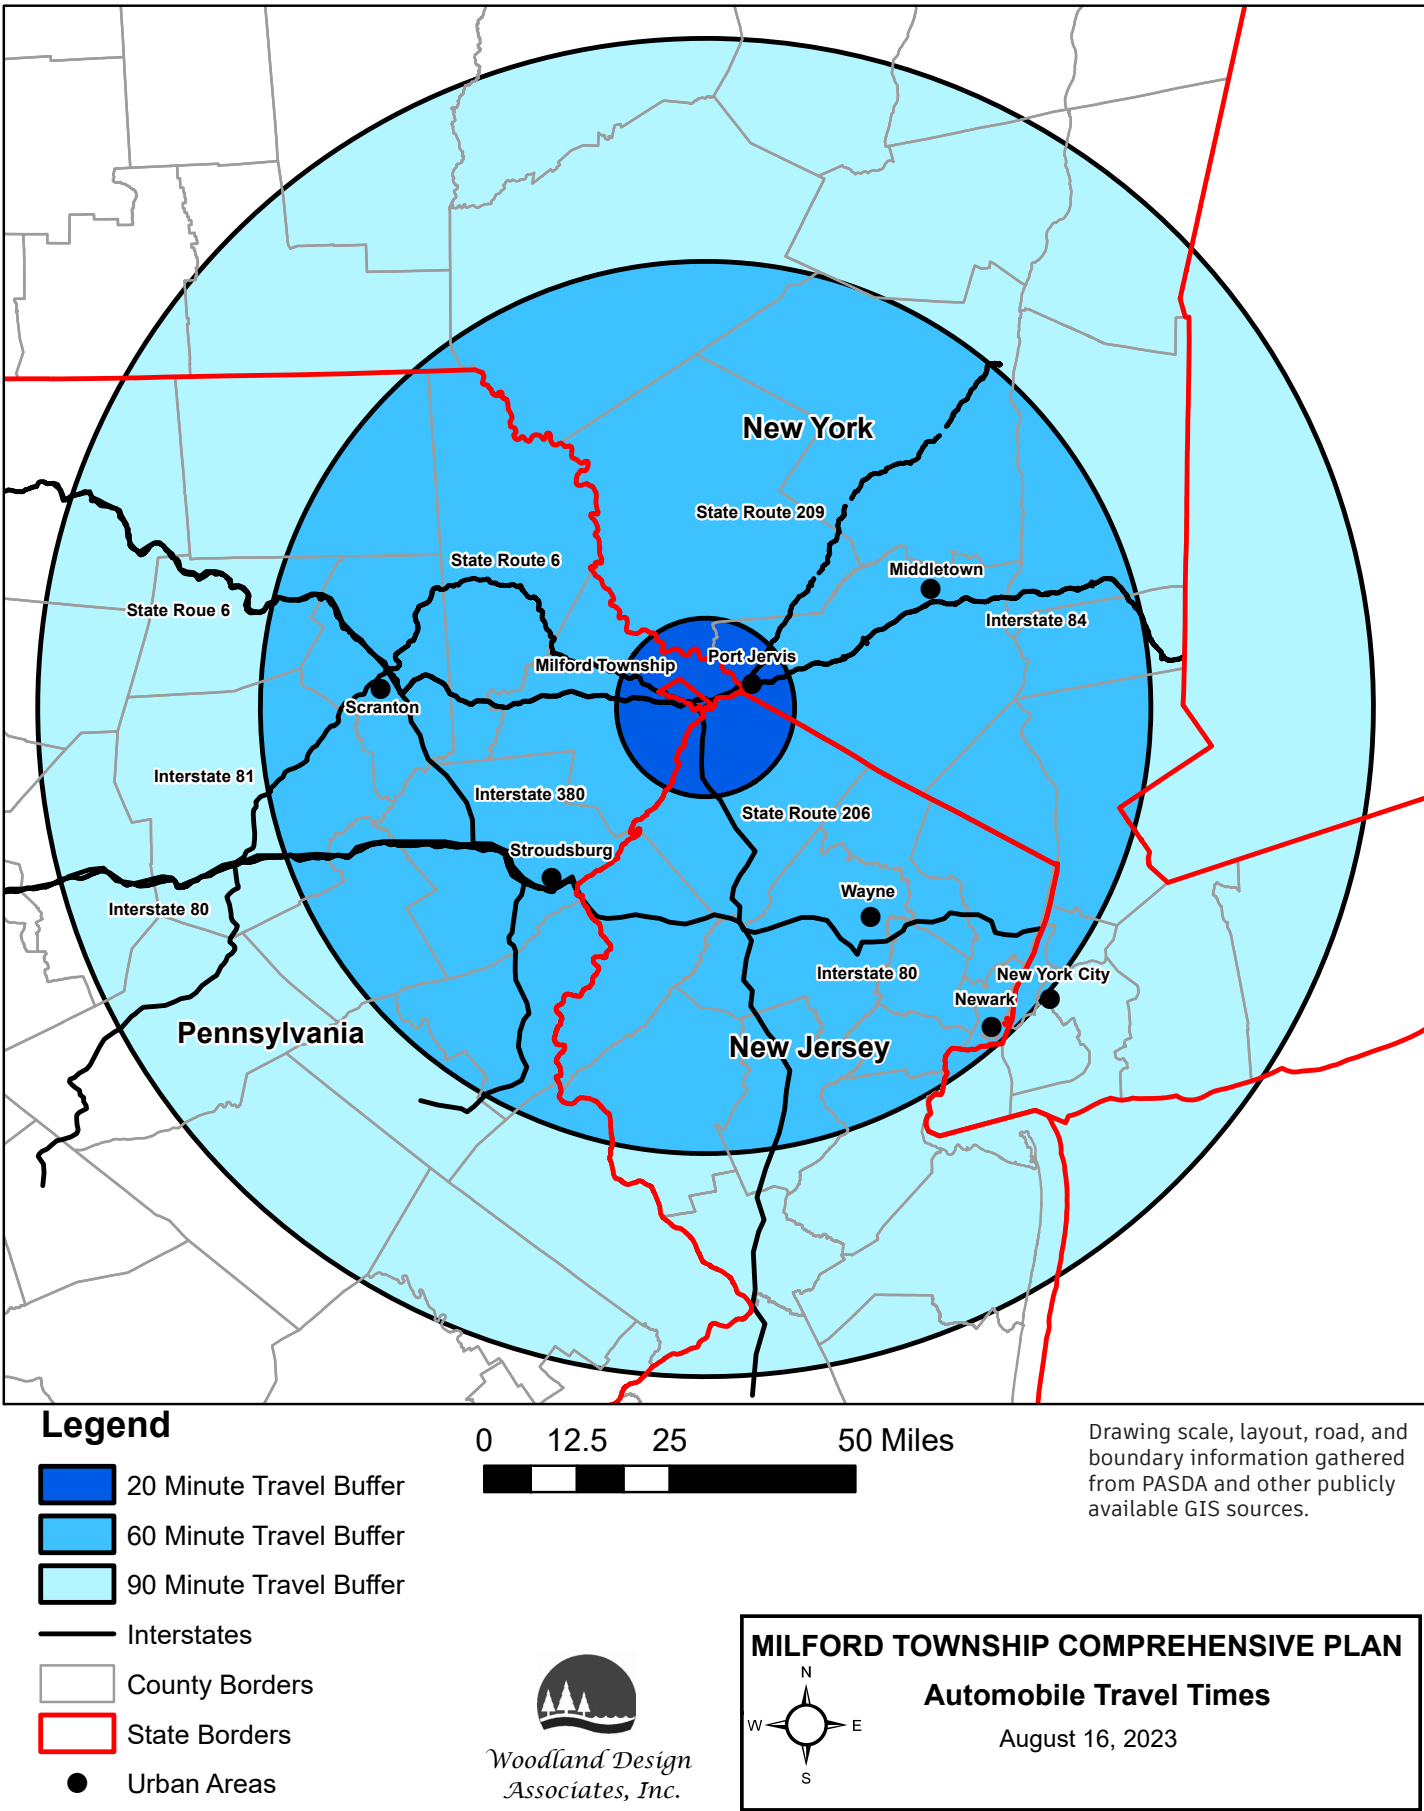 New York
State Route 209
State Route 6
Middletown
State Roue 6
Interstate 84
Port Jervis
Milford Township
Scranton
Interstate 81
Interstate 380
State Route 206
Stroudsburg
Wayne
Interstate 80
Interstate 80
New York City
Newark
Pennsylvania
New Jersey
Legend
20 Minute Travel Buffer
60 Minute Travel Buffer
90 Minute Travel Buffer
Interstates
County Borders
State Borders
Urban Areas
0 12.5 25 50 Miles
Drawing scale, layout, road, and
boundary information gathered
from PASDA and other publicly
available GIS sources.
Woodland Design
Associates, Inc.
MILFORD TOWNSHIP COMPREHENSIVE PLAN
Automobile Travel Times
August 16, 2023
N
W E
S